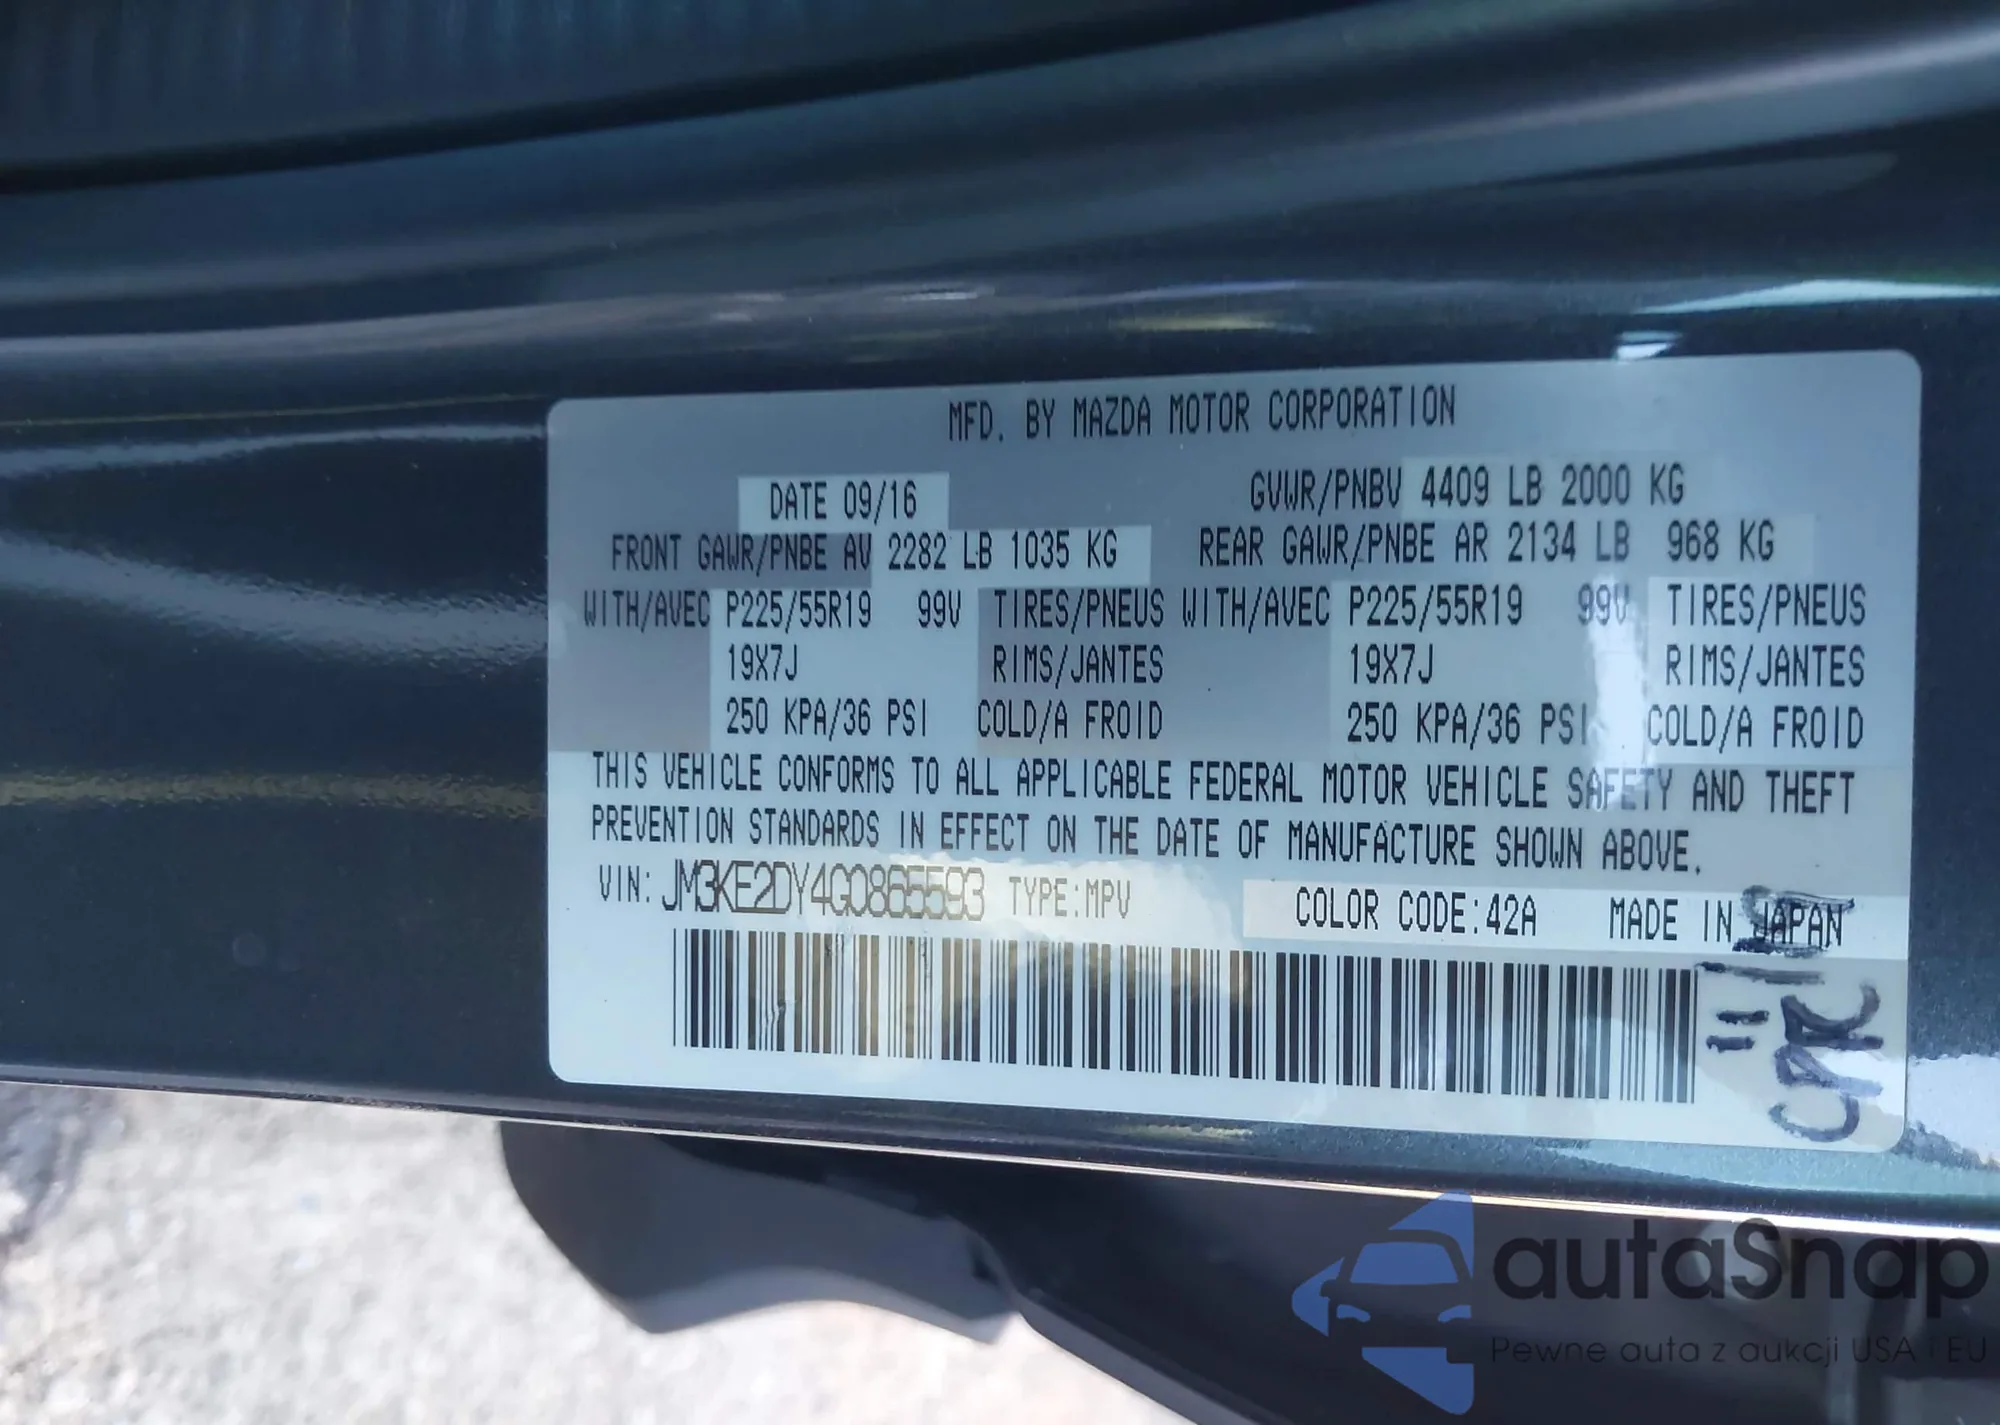 MFD. BY MAZDA MOTOR CORPORATION
DATE 09/16 GVWR/PNBV 4409 LB 2000 KG
FRONT GAWR/PNBE AV 2282 LB 1035 KG REAR GAWR/PNBE AR 2134 LB 968 KG
WITH/AVEC P225/55R19 99V TIRES/PNEUS WITH/AVEC P225/55R19 99V TIRES/PNEUS
19X7J RIMS/JANTES 19X7J RIMS/JANTES
250 KPA/36 PSI COLD/A FROID 250 KPA/36 PSI COLD/A FROID
THIS VEHICLE CONFORMS TO ALL APPLICABLE FEDERAL MOTOR VEHICLE SAFETY AND THEFT
PREVENTION STANDARDS IN EFFECT ON THE DATE OF MANUFACTURE SHOWN ABOVE.
VIN: JM3KE2DY4G0865593 TYPE:MPV COLOR CODE:42A MADE IN JAPAN
autaSnap
Pewne auta z aukcji USA i EU